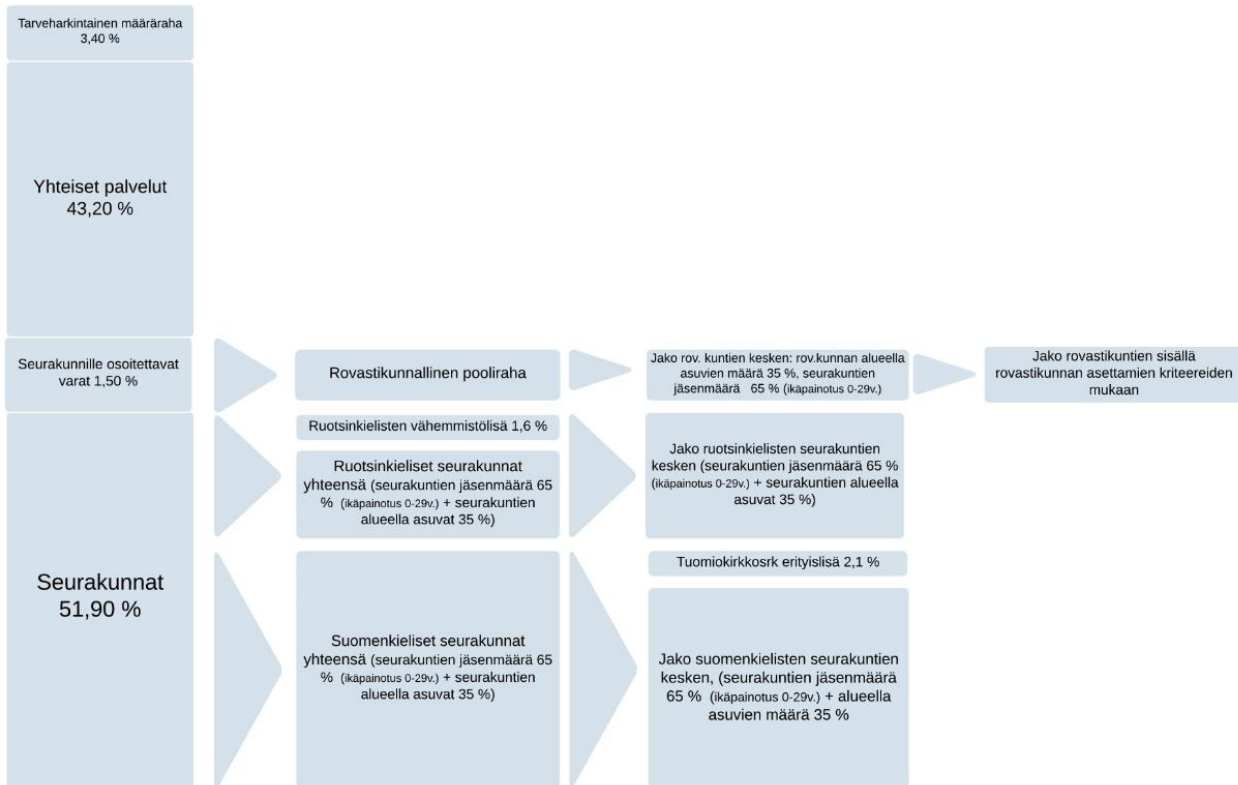 Tarveharkintainen määräraha
3,40 %
Yhteiset palvelut
43,20 %
Seurakunnille osoitettavat
varat 1,50 %
Rovastikunnallinen pooliraha
Jako rov. kuntien kesken: rov.kunnan alueella
asuvien määrä 35 %, seurakuntien
jäsenmäärä 65 % (ikäpainotus 0-29v.)
Jako rovastikuntien sisällä
rovastikunnan asettamien kriteereiden
mukaan
Seurakunnat
51,90 %
Ruotsinkielisten vähemmistölisä 1,6 %
Ruotsinkieliset seurakunnat
yhteensä (seurakuntien jäsenmäärä 65
% (ikäpainotus 0-29v.) + seurakuntien
alueella asuvat 35 %)
Jako ruotsinkielisten seurakuntien
kesken (seurakuntien jäsenmäärä 65 %
(ikäpainotus 0-29v.) + seurakuntien alueella
asuvat 35 %)
Suomenkieliset seurakunnat
yhteensä (seurakuntien jäsenmäärä 65
% (ikäpainotus 0-29v.) + seurakuntien
alueella asuvat 35 %)
Tuomiokirkkosrk erityislisä 2,1 %
Jako suomenkielisten seurakuntien
kesken, (seurakuntien jäsenmäärä
65 % (ikäpainotus 0-29v.) + alueella
asuvien määrä 35 %